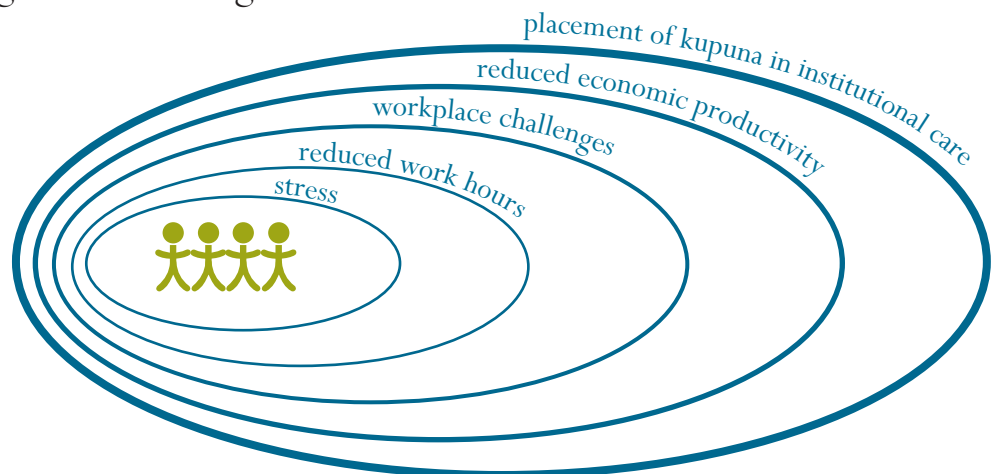 placement of kupuna in institutional care
reduced economic productivity
workplace challenges
reduced work hours
stress